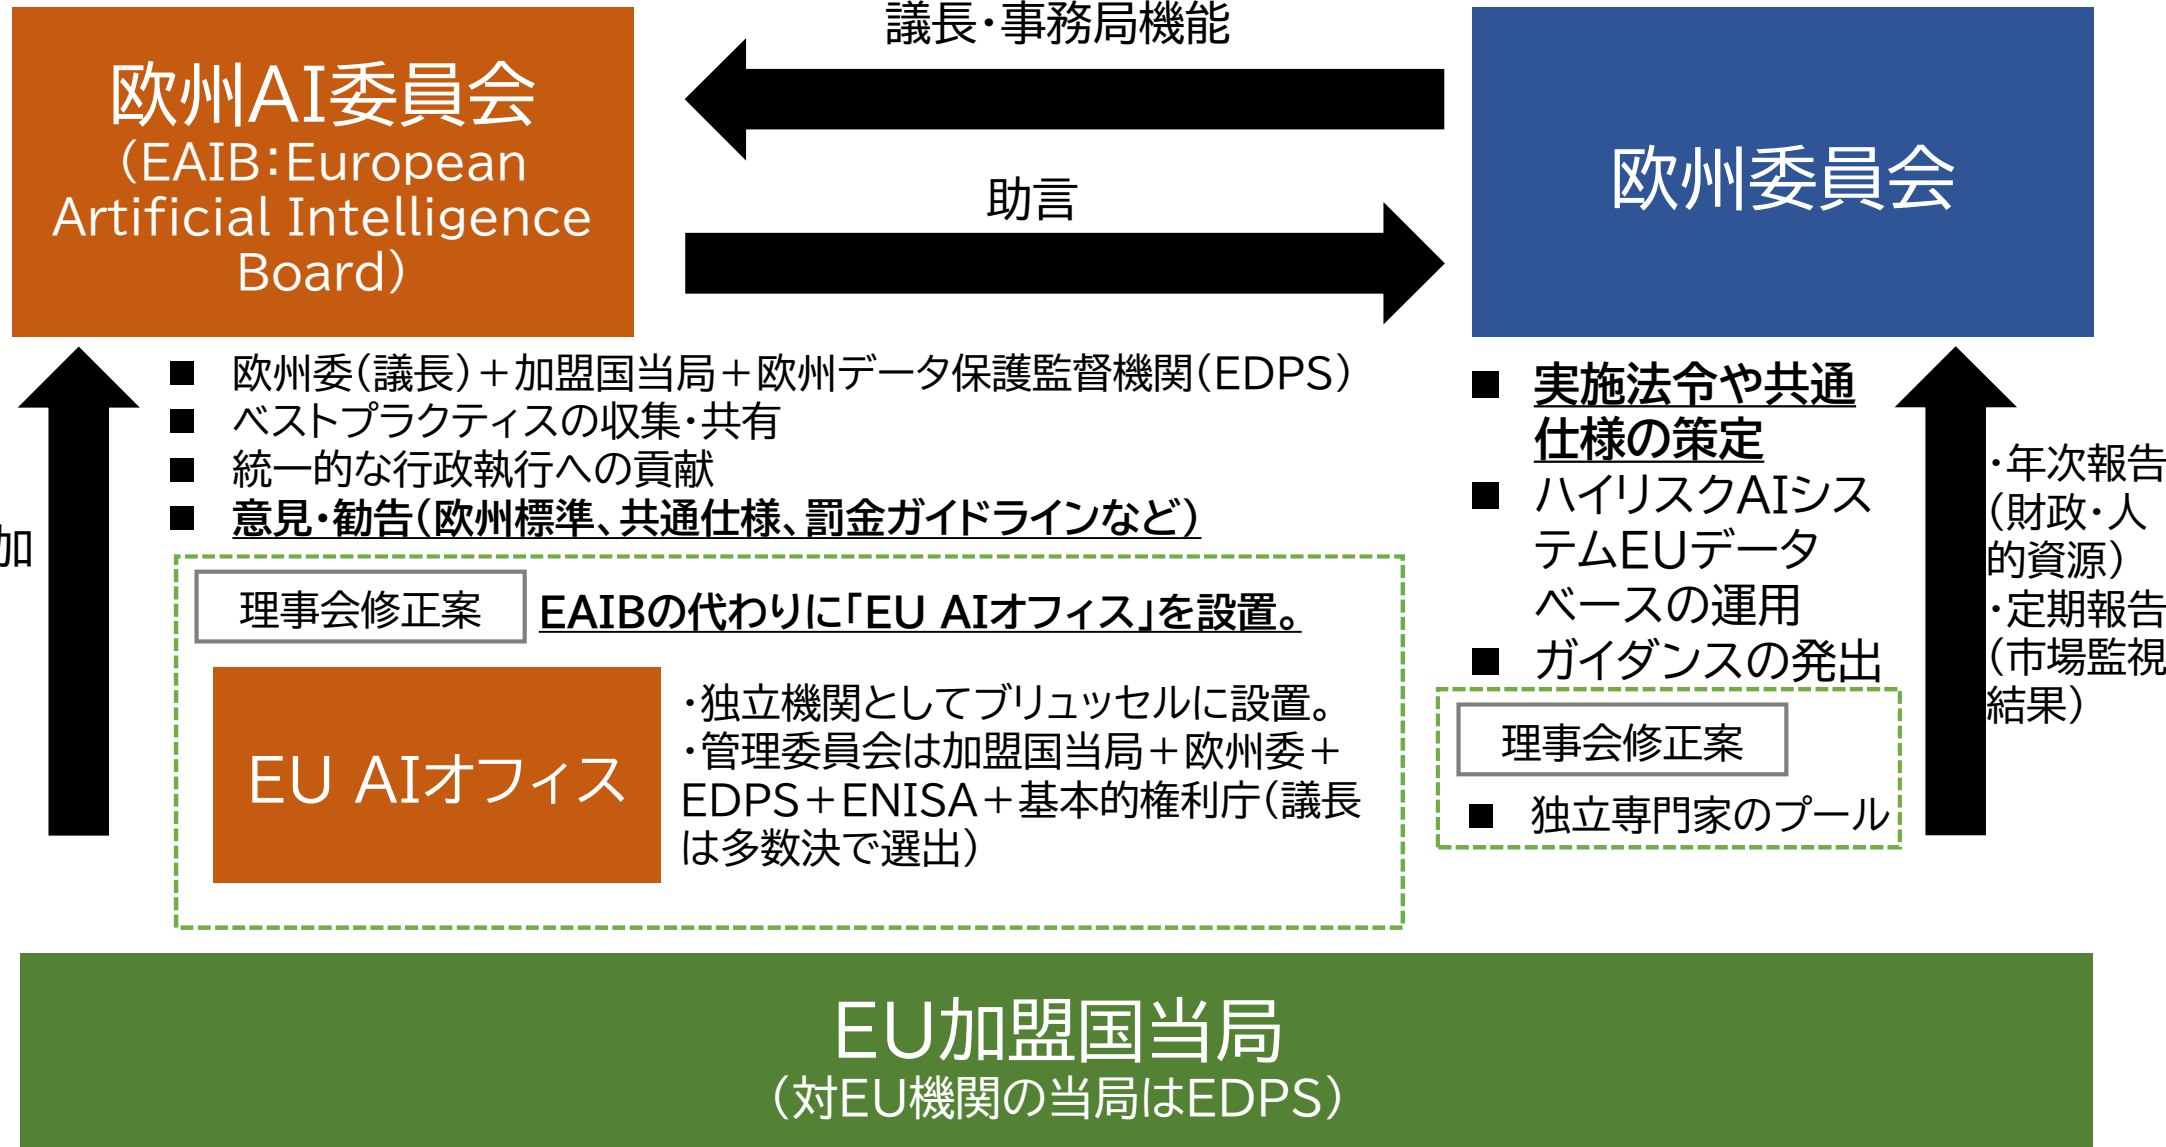 議長・事務局機能
欧州AI委員会
（EAIB：European
Artificial Intelligence
Board）
助言
欧州委員会
■ 欧州委（議長）＋加盟国当局＋欧州データ保護監督機関（EDPS）
■ ベストプラクティスの収集・共有
■ 統一的な行政執行への貢献
■ 意見・勧告（欧州標準、共通仕様、罰金ガイドラインなど）
加
理事会修正案
EAIBの代わりに「EU AIオフィス」を設置。
EU AIオフィス
・独立機関としてブリュッセルに設置。
・管理委員会は加盟国当局＋欧州委＋
EDPS＋ENISA＋基本的権利庁（議長
は多数決で選出）
■ 実施法令や共通
仕様の策定
■ ハイリスクAIシス
テムEUデータ
ベースの運用
■ ガイダンスの発出
理事会修正案
■ 独立専門家のプール
・年次報告
（財政・人
的資源）
・定期報告
（市場監視
結果）
EU加盟国当局
（対EU機関の当局はEDPS）